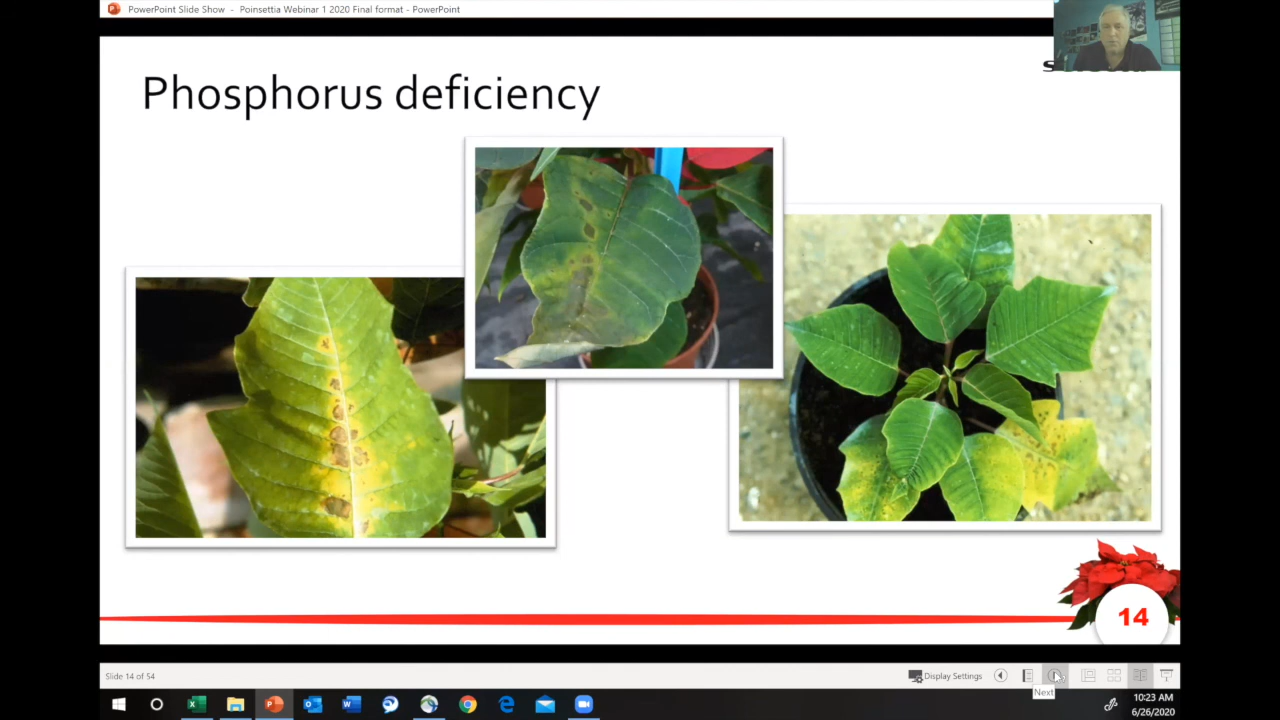 PowerPoint Slide Show - Poinsettia Webinar 1 2020 Final format - PowerPoint
Phosphorus deficiency
14
Slide 14 of 54
Display Settings
Next
10:23 AM
6/26/2020